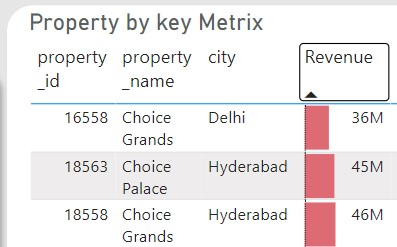 Property by key Metrix
property_id property_name city Revenue
16558 Choice Grands Delhi 36M
18563 Choice Palace Hyderabad 45M
18558 Choice Grands Hyderabad 46M